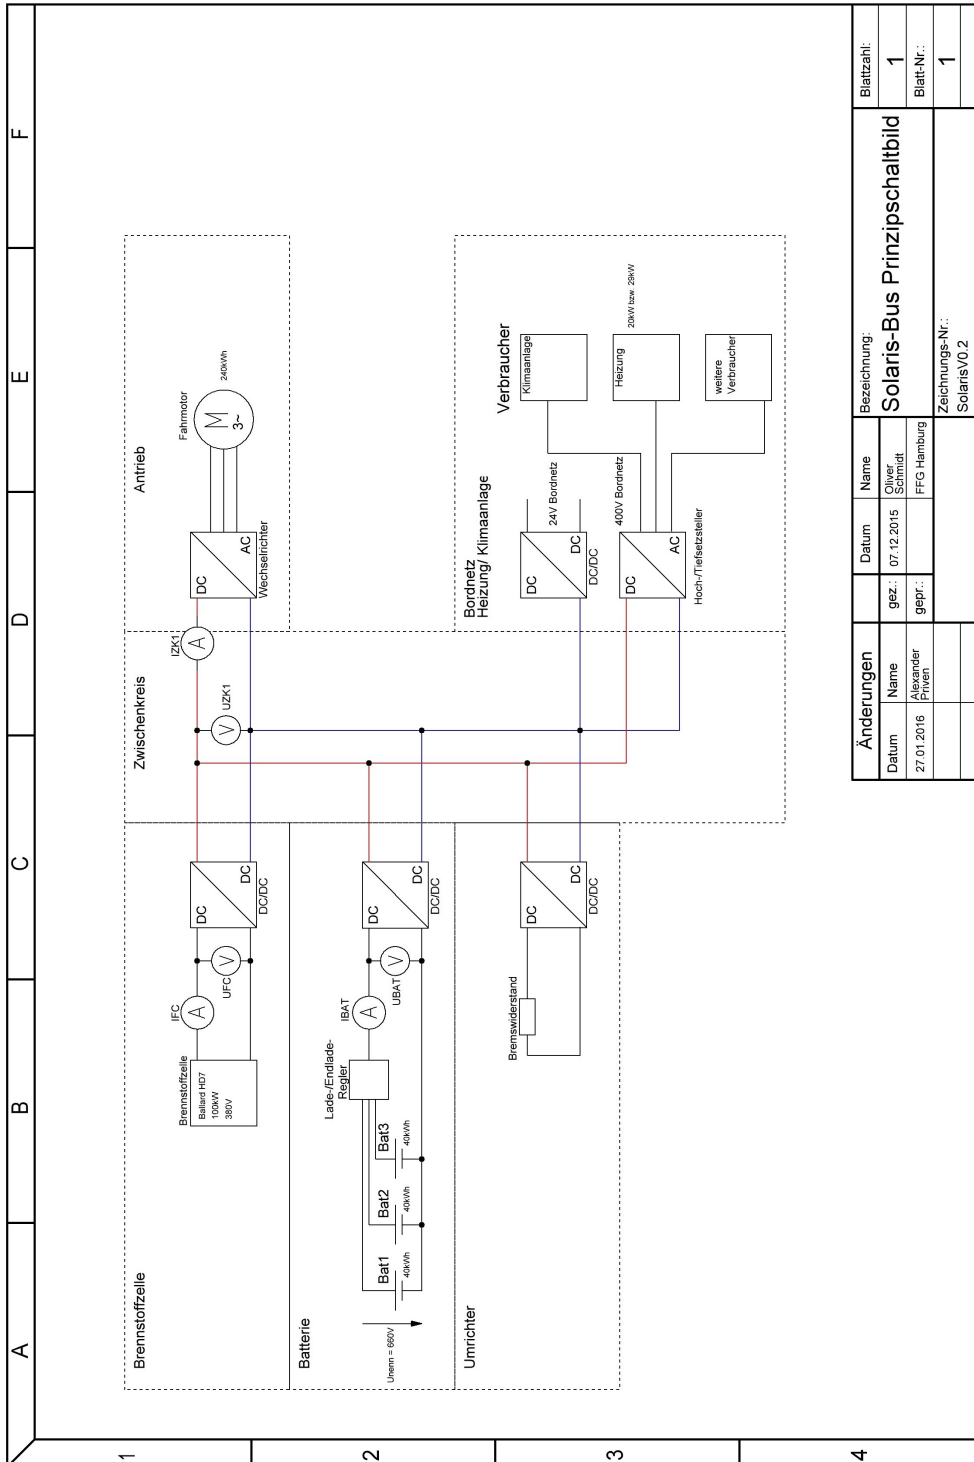 A
B
C
D
E
F
1
2
3
4
Brennstoffzelle
Brennstoffzelle
Ballard HD7
100kW
380V
IFC
A
UFC
V
DC
DC
DC/DC
Zwischenkreis
IZK1
A
UZK1
V
Antrieb
DC
AC
Wechselrichter
Fahrmotor
M
3~
240kWh
Batterie
Unenn = 660V
Bat1
40kWh
Bat2
40kWh
Bat3
40kWh
Lade-/Endlade-
Regler
IBAT
A
UBAT
V
DC
DC
DC/DC
Umrichter
Bremswiderstand
DC
DC
DC/DC
Bordnetz
Heizung/ Klimaanlage
DC
DC
DC/DC
24V Bordnetz
400V Bordnetz
DC
AC
Hoch-/Tiefsetzsteller
Verbraucher
Klimaanlage
Heizung
20kW bzw. 29kW
weitere
Verbraucher
Änderungen
Datum
Name
27.01.2016
Alexander
Priven
Datum
Name
gez.:
07.12.2015
Oliver
Schmidt
gepr.:
FFG Hamburg
Bezeichnung:
Solaris-Bus Prinzipschaltbild
Zeichnungs-Nr.:
SolarisV0.2
Blattzahl:
1
Blatt-Nr.:
1